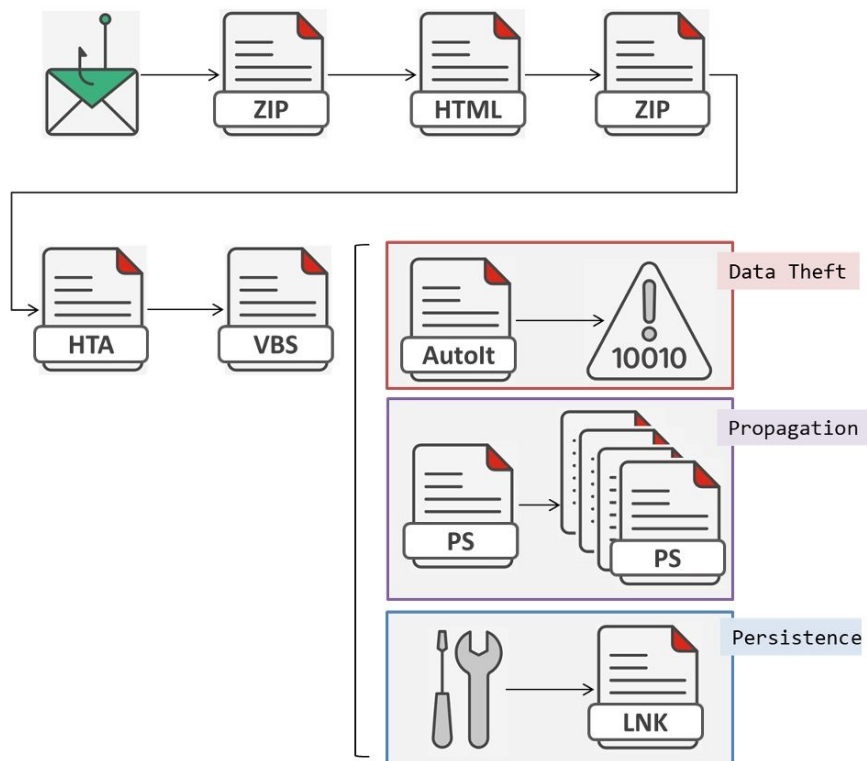 ZIP
HTML
ZIP
HTA
VBS
Data Theft
AutoIt
10010
Propagation
PS
PS
Persistence
LNK